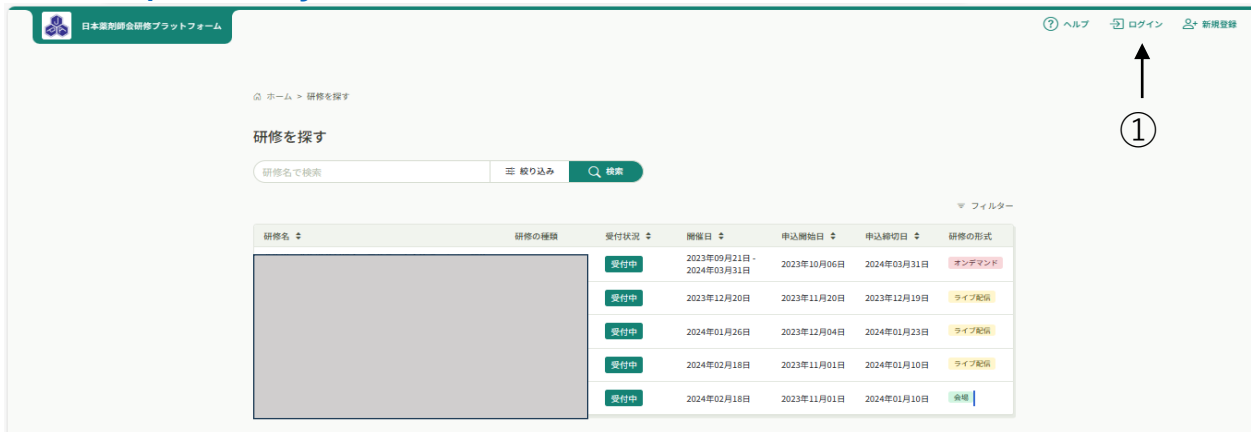 日本薬剤師会研修プラットフォーム
? ヘルプ ログイン 新規登録
ホーム > 研修を探す
①
研修を探す
研修名で検索 絞り込み 検索
フィルター
研修名 研修の種類 受付状況 開催日 申込開始日 申込締切日 研修の形式
受付中 2023年09月21日 - 2023年10月06日 2024年03月31日 オンデマンド
2024年03月31日
受付中 2023年12月20日 2023年11月20日 2023年12月19日 ライブ配信
受付中 2024年01月26日 2023年12月04日 2024年01月23日 ライブ配信
受付中 2024年02月18日 2023年11月01日 2024年01月10日 ライブ配信
受付中 2024年02月18日 2023年11月01日 2024年01月10日 会場